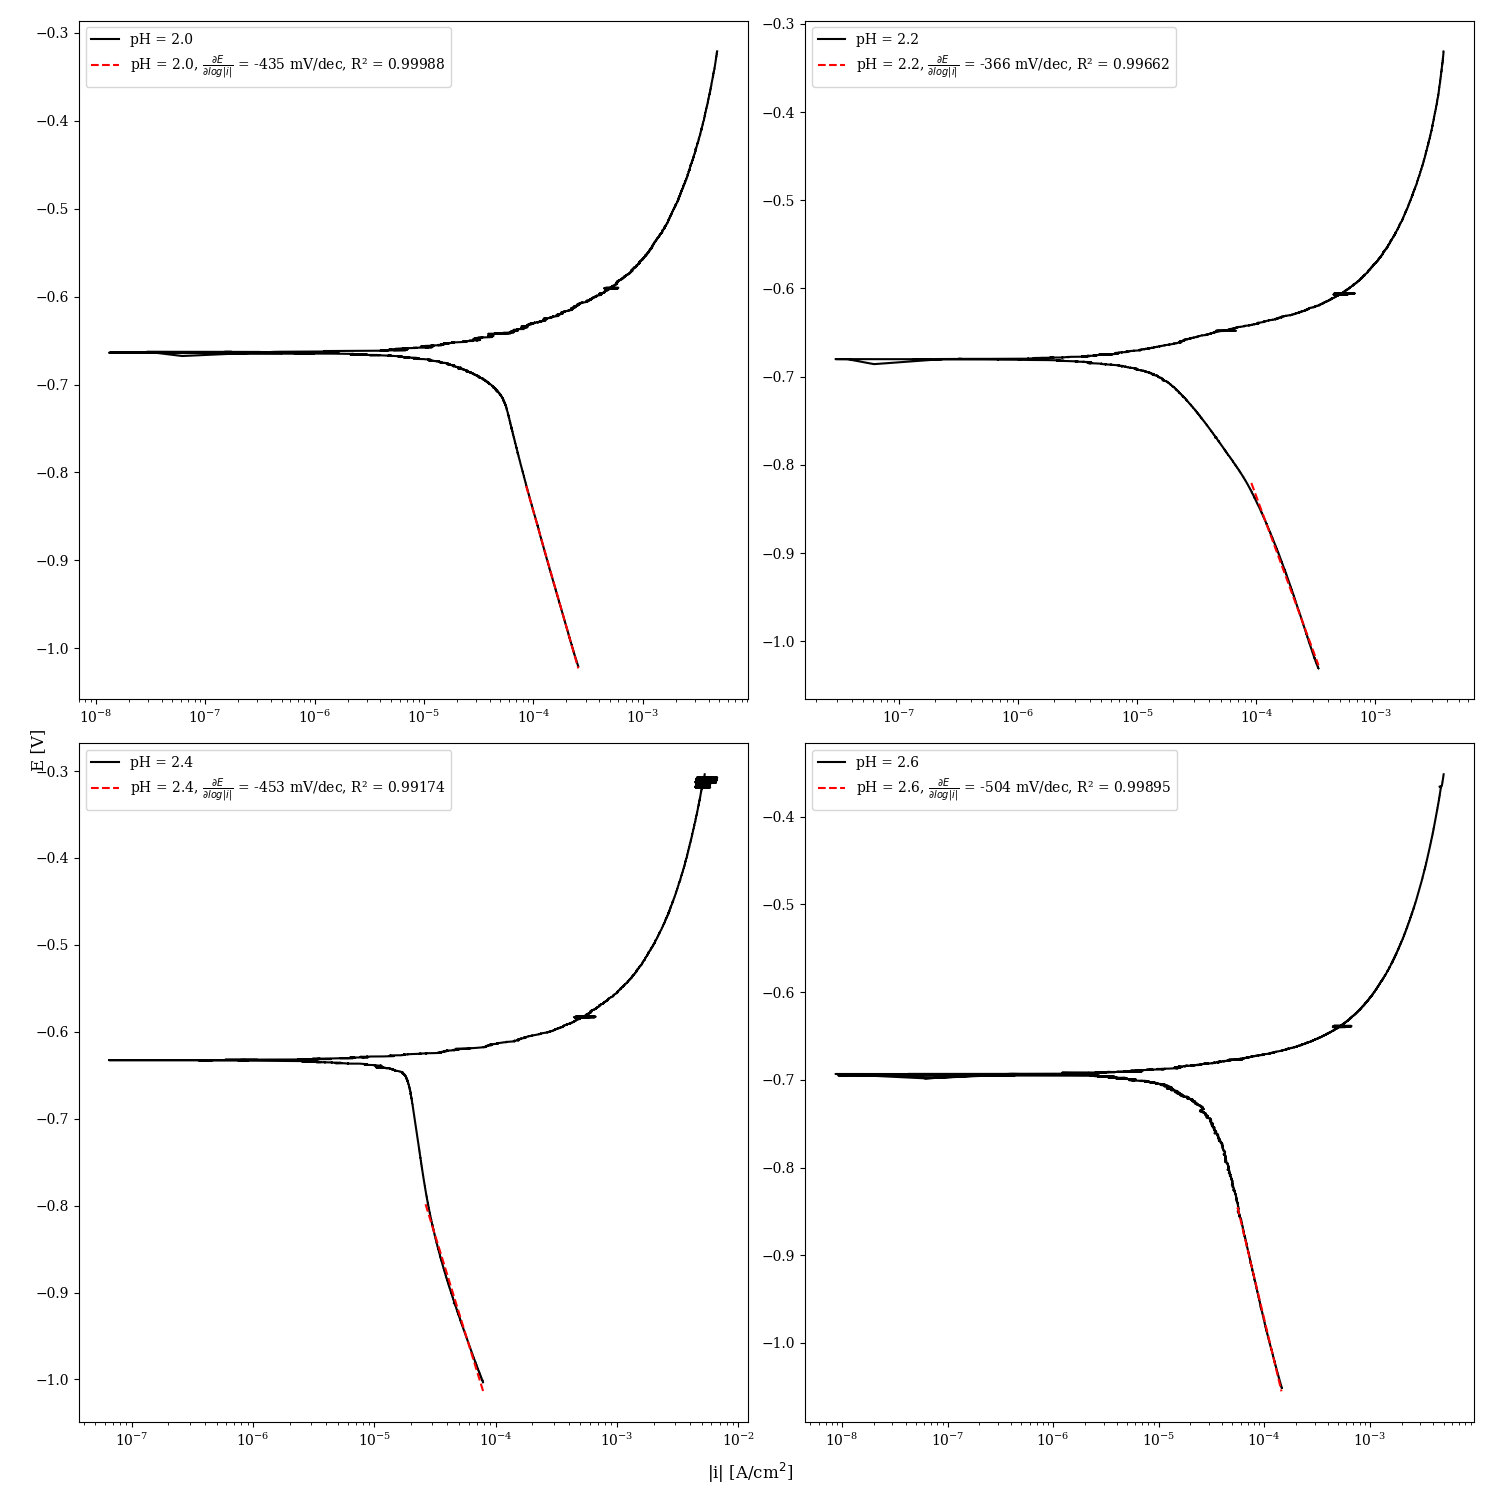 pH = 2.0
pH = 2.0, ∂E/∂log|i| = -435 mV/dec, R² = 0.99988
−0.3
−0.4
−0.5
−0.6
−0.7
−0.8
−0.9
−1.0
10⁻⁸ 10⁻⁷ 10⁻⁶ 10⁻⁵ 10⁻⁴ 10⁻³
pH = 2.2
pH = 2.2, ∂E/∂log|i| = -366 mV/dec, R² = 0.99662
−0.3
−0.4
−0.5
−0.6
−0.7
−0.8
−0.9
−1.0
10⁻⁷ 10⁻⁶ 10⁻⁵ 10⁻⁴ 10⁻³
E [V]
pH = 2.4
pH = 2.4, ∂E/∂log|i| = -453 mV/dec, R² = 0.99174
−0.3
−0.4
−0.5
−0.6
−0.7
−0.8
−0.9
−1.0
10⁻⁷ 10⁻⁶ 10⁻⁵ 10⁻⁴ 10⁻³ 10⁻²
pH = 2.6
pH = 2.6, ∂E/∂log|i| = -504 mV/dec, R² = 0.99895
−0.4
−0.5
−0.6
−0.7
−0.8
−0.9
−1.0
10⁻⁸ 10⁻⁷ 10⁻⁶ 10⁻⁵ 10⁻⁴ 10⁻³
|i| [A/cm²]